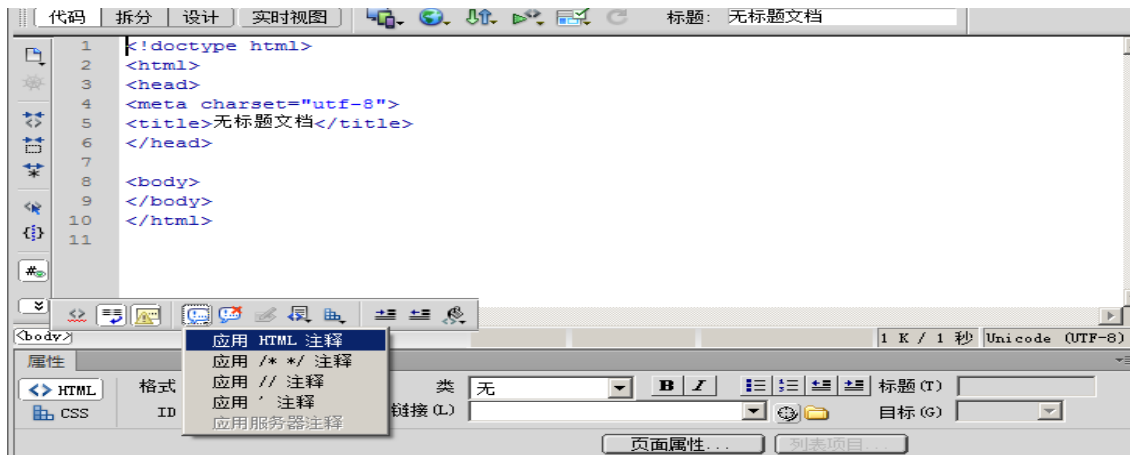 代码 拆分 设计 实时视图 标题: 无标题文档
1 <!doctype html>
2 <html>
3 <head>
4 <meta charset="utf-8">
5 <title>无标题文档</title>
6 </head>
7
8 <body>
9 </body>
10 </html>
11
<body>
1 K / 1 秒 Unicode (UTF-8)
应用 HTML 注释
应用 /* */ 注释
应用 // 注释
应用 ' 注释
应用服务器注释
属性
<> HTML 格式 类 无 B I 标题(T)
CSS ID 链接(L) 目标(G)
页面属性... 列表项目...